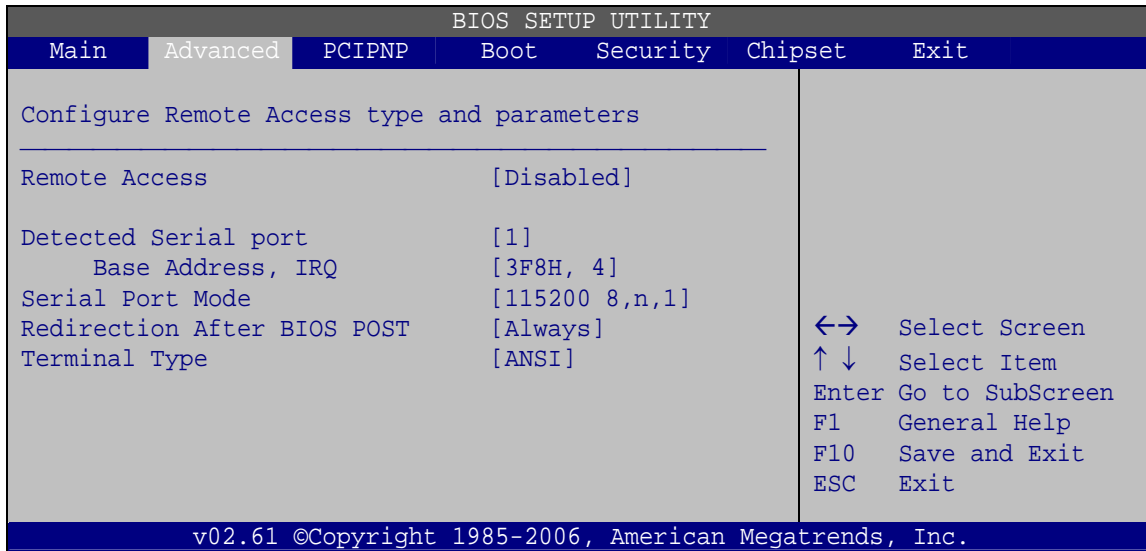 BIOS SETUP UTILITY
Main Advanced PCIPNP Boot Security Chipset Exit
Configure Remote Access type and parameters
Remote Access [Disabled]
Detected Serial port [1]
Base Address, IRQ [3F8H, 4]
Serial Port Mode [115200 8,n,1]
Redirection After BIOS POST [Always]
Terminal Type [ANSI]
←→ Select Screen
↑ ↓ Select Item
Enter Go to SubScreen
F1 General Help
F10 Save and Exit
ESC Exit
v02.61 ©Copyright 1985-2006, American Megatrends, Inc.